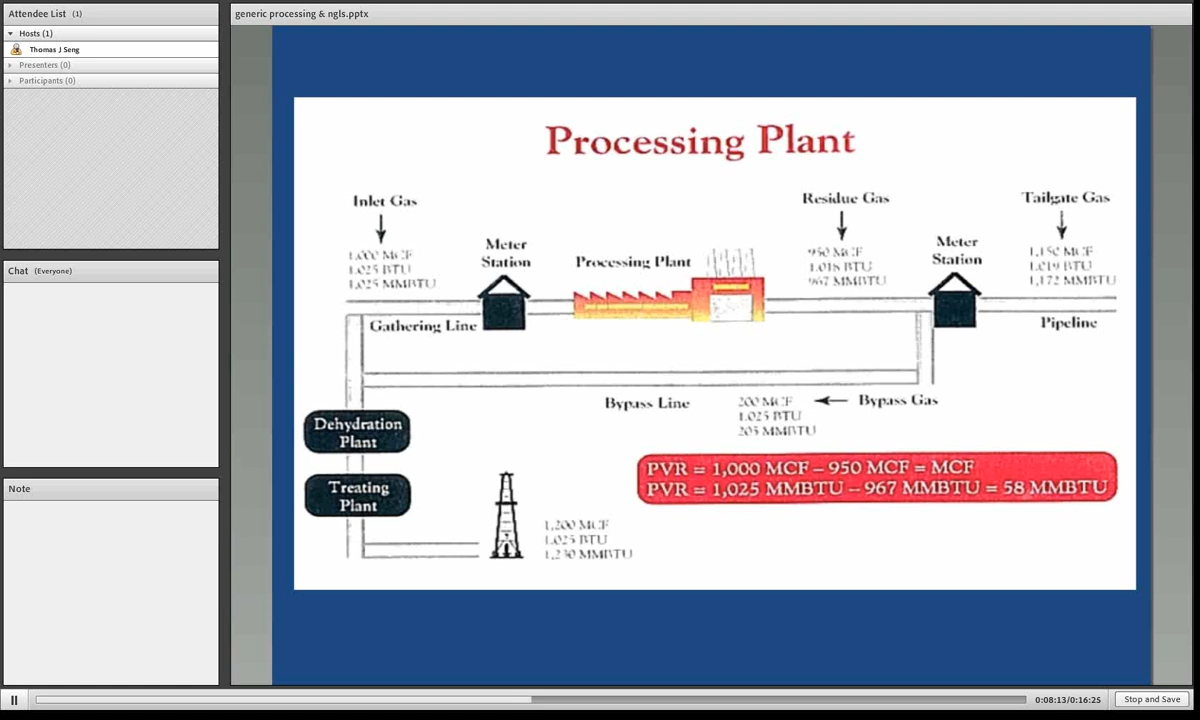 Attendee List (1)
Hosts (1)
Thomas J Seng
Presenters (0)
Participants (0)
Chat (Everyone)
Note
generic processing & ngls.pptx
Processing Plant
Inlet Gas
1,000 MCF
1,025 BTU
1,025 MMBTU
Meter
Station
Processing Plant
Residue Gas
950 MCF
1,018 BTU
967 MMBTU
Meter
Station
Tailgate Gas
1,150 MCF
1,019 BTU
1,172 MMBTU
Gathering Line
Pipeline
Bypass Line
200 MCF
1,025 BTU
205 MMBTU
Bypass Gas
Dehydration
Plant
Treating
Plant
1,200 MCF
1,025 BTU
1,230 MMBTU
PVR = 1,000 MCF – 950 MCF = MCF
PVR = 1,025 MMBTU – 967 MMBTU = 58 MMBTU
0:08:13/0:16:25
Stop and Save